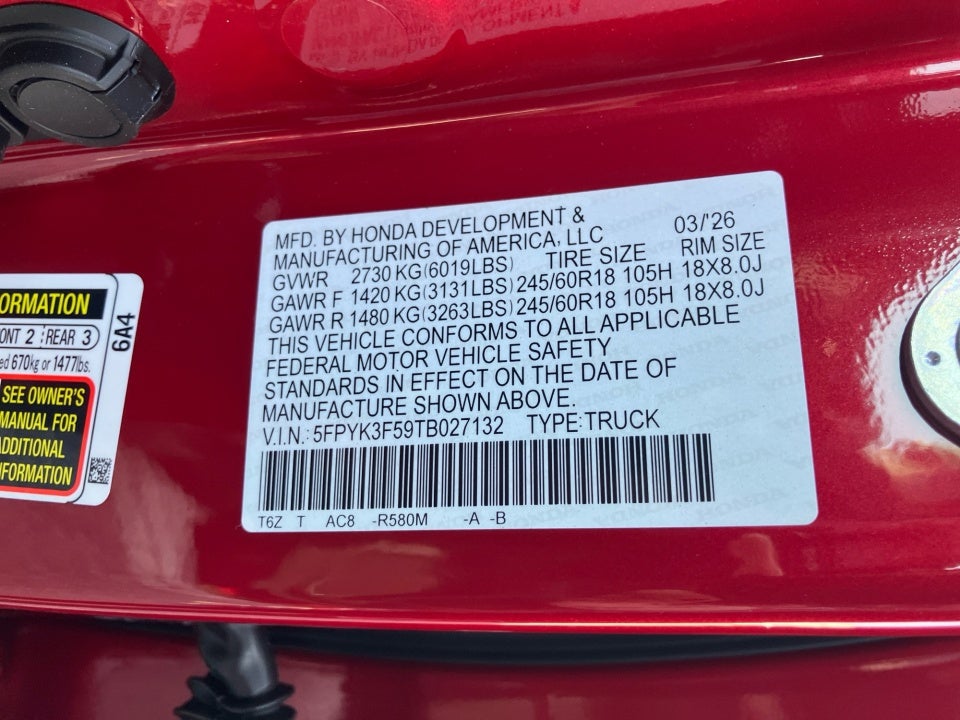 MFD. BY HONDA DEVELOPMENT &
MANUFACTURING OF AMERICA, LLC 03/'26
GVWR 2730 KG(6019LBS) TIRE SIZE RIM SIZE
GAWR F 1420 KG(3131LBS) 245/60R18 105H 18X8.0J
GAWR R 1480 KG(3263LBS) 245/60R18 105H 18X8.0J
THIS VEHICLE CONFORMS TO ALL APPLICABLE
FEDERAL MOTOR VEHICLE SAFETY
STANDARDS IN EFFECT ON THE DATE OF
MANUFACTURE SHOWN ABOVE.
V.I.N.: 5FPYK3F59TB027132 TYPE:TRUCK
T6Z T AC8 -R580M -A -B
ORMATION
ONT 2 REAR 3
ed 670kg or 1477lbs.
SEE OWNER'S
MANUAL FOR
ADDITIONAL
INFORMATION
6A4